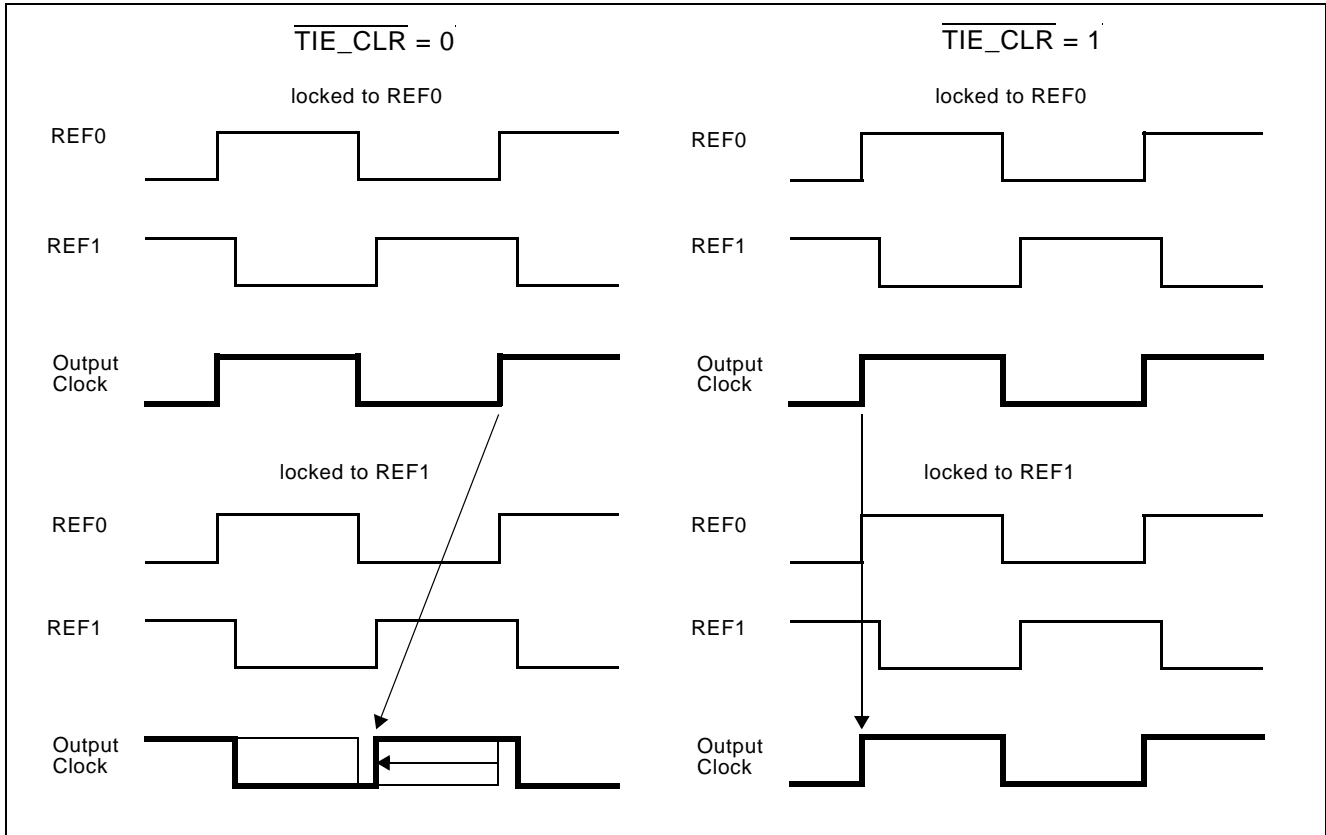 TIE_CLR = 0
locked to REF0
REF0
REF1
Output
Clock
locked to REF1
REF0
REF1
Output
Clock
TIE_CLR = 1
locked to REF0
REF0
REF1
Output
Clock
locked to REF1
REF0
REF1
Output
Clock